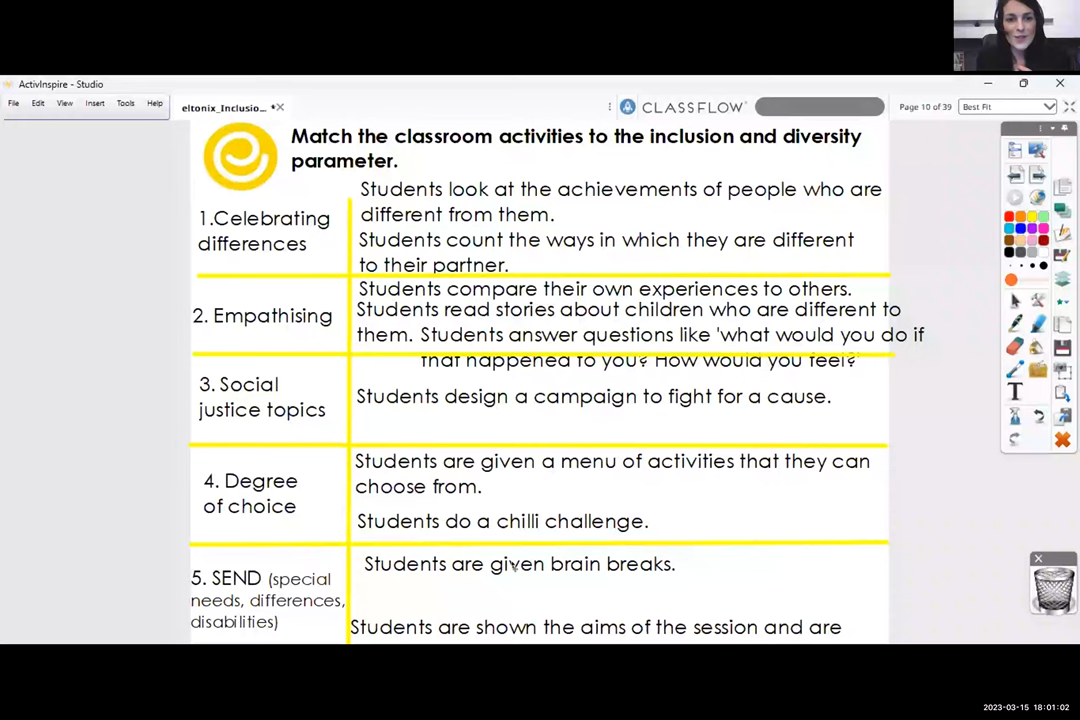 ActivInspire - Studio
File Edit View Insert Tools Help
eltonix_Inclusio... *
CLASSFLOW
Page 10 of 39
Best Fit
Match the classroom activities to the inclusion and diversity
parameter.
1.Celebrating
differences
Students look at the achievements of people who are
different from them.
Students count the ways in which they are different
to their partner.
2. Empathising
Students compare their own experiences to others.
Students read stories about children who are different to
them. Students answer questions like 'what would you do if
that happened to you? How would you feel?'
3. Social
justice topics
Students design a campaign to fight for a cause.
4. Degree
of choice
Students are given a menu of activities that they can
choose from.
Students do a chilli challenge.
5. SEND (special
needs, differences,
disabilities)
Students are given brain breaks.
Students are shown the aims of the session and are
2023-03-15 18:01:02